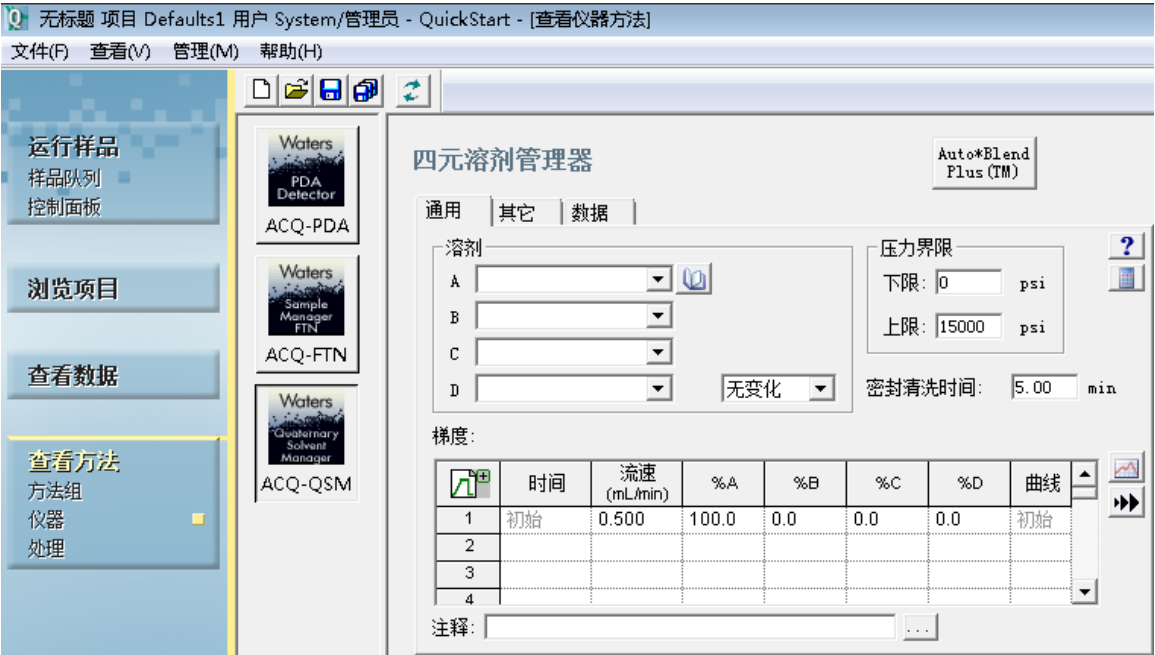 无标题 项目 Defaults1 用户 System/管理员 - QuickStart - [查看仪器方法]
文件(F) 查看(V) 管理(M) 帮助(H)
运行样品
样品队列
控制面板
浏览项目
查看数据
查看方法
方法组
仪器
处理
Waters
PDA
Detector
ACQ-PDA
Waters
Sample
Manager
FTN
ACQ-FTN
Waters
Quaternary
Solvent
Manager
ACQ-QSM
四元溶剂管理器
Auto*Blend
Plus(TM)
通用 其它 数据
溶剂
A
B
C
D 无变化
压力界限
下限: 0 psi
上限: 15000 psi
密封清洗时间: 5.00 min
?
梯度:
时间 流速 (mL/min) %A %B %C %D 曲线
1 初始 0.500 100.0 0.0 0.0 0.0 初始
2
3
4
注释: ...